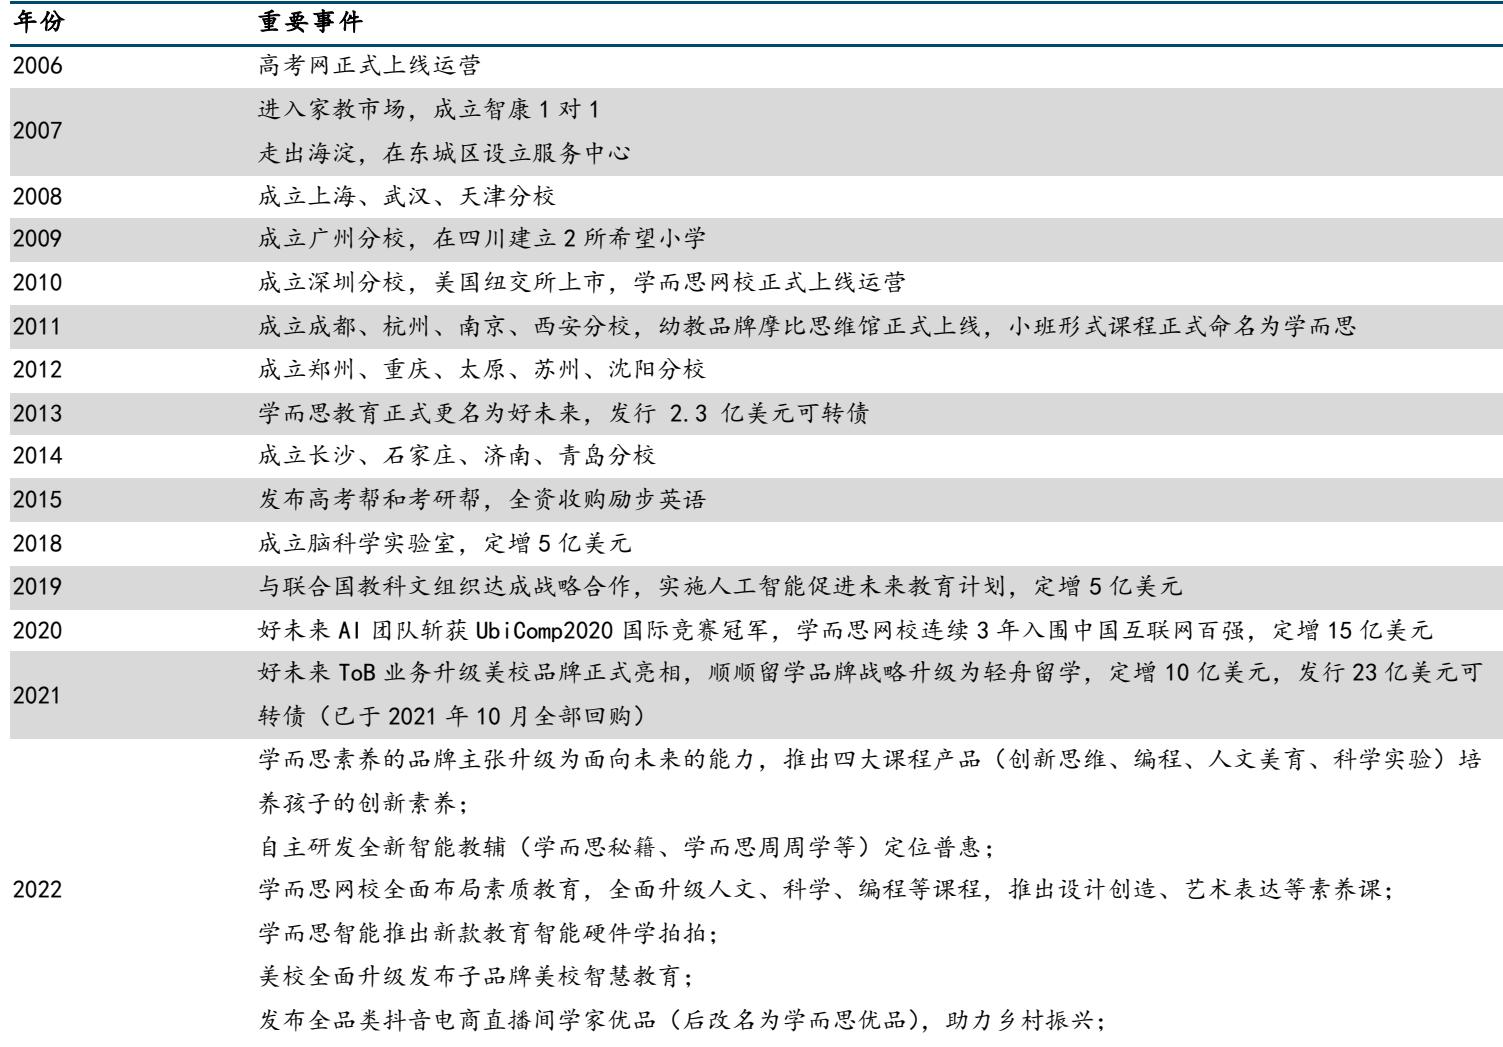 年份 重要事件
2006 高考网正式上线运营
2007 进入家教市场，成立智康 1 对 1
走出海淀，在东城区设立服务中心
2008 成立上海、武汉、天津分校
2009 成立广州分校，在四川建立 2 所希望小学
2010 成立深圳分校，美国纽交所上市，学而思网校正式上线运营
2011 成立成都、杭州、南京、西安分校，幼教品牌摩比思维馆正式上线，小班形式课程正式命名为学而思
2012 成立郑州、重庆、太原、苏州、沈阳分校
2013 学而思教育正式更名为好未来，发行 2.3 亿美元可转债
2014 成立长沙、石家庄、济南、青岛分校
2015 发布高考帮和考研帮，全资收购励步英语
2018 成立脑科学实验室，定增 5 亿美元
2019 与联合国教科文组织达成战略合作，实施人工智能促进未来教育计划，定增 5 亿美元
2020 好未来 AI 团队斩获 UbiComp2020 国际竞赛冠军，学而思网校连续 3 年入围中国互联网百强，定增 15 亿美元
2021 好未来 ToB 业务升级美校品牌正式亮相，顺顺留学品牌战略升级为轻舟留学，定增 10 亿美元，发行 23 亿美元可
转债（已于 2021 年 10 月全部回购）
学而思素养的品牌主张升级为面向未来的能力，推出四大课程产品（创新思维、编程、人文美育、科学实验）培
养孩子的创新素养；
自主研发全新智能教辅（学而思秘籍、学而思周周学等）定位普惠；
2022 学而思网校全面布局素质教育，全面升级人文、科学、编程等课程，推出设计创造、艺术表达等素养课；
学而思智能推出新款教育智能硬件学拍拍；
美校全面升级发布子品牌美校智慧教育；
发布全品类抖音电商直播间学家优品（后改名为学而思优品），助力乡村振兴；